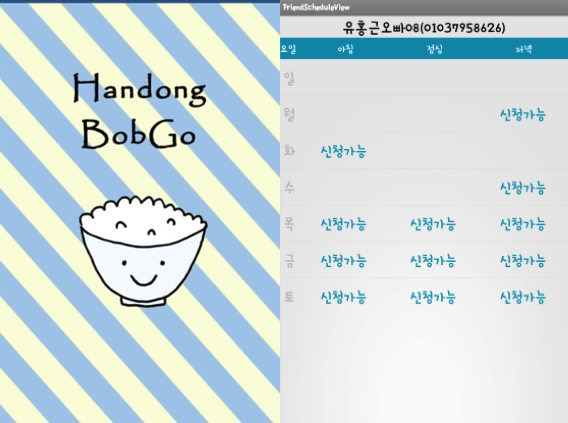 Handong
BobGo
FriendScheduleView
유홍근오빠08(01037958626)
요일 아침 점심 저녁
일
월 신청가능
화 신청가능
수 신청가능
목 신청가능 신청가능 신청가능
금 신청가능 신청가능 신청가능
토 신청가능 신청가능 신청가능